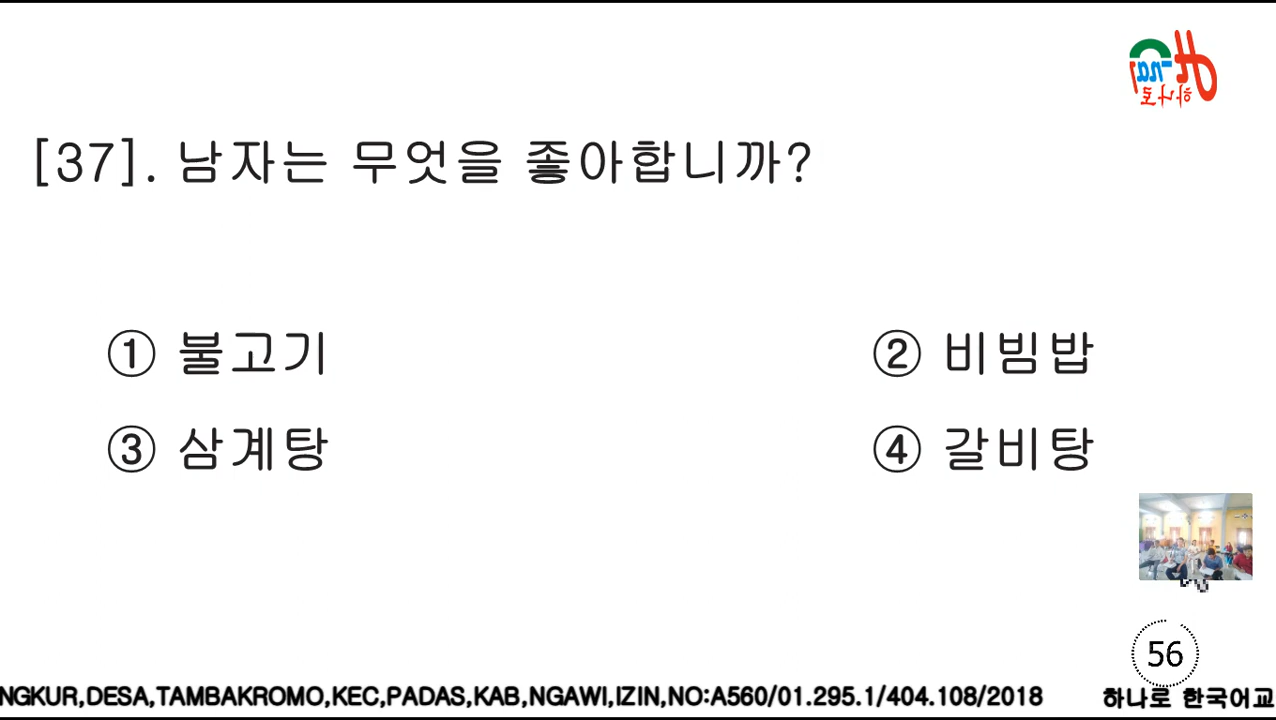 [37]. 남자는 무엇을 좋아합니까?
① 불고기
② 비빔밥
③ 삼계탕
④ 갈비탕
56
NGKUR,DESA,TAMBAKROMO,KEC,PADAS,KAB,NGAWI,IZIN,NO:A560/01.295.1/404.108/2018
하나로 한국어교